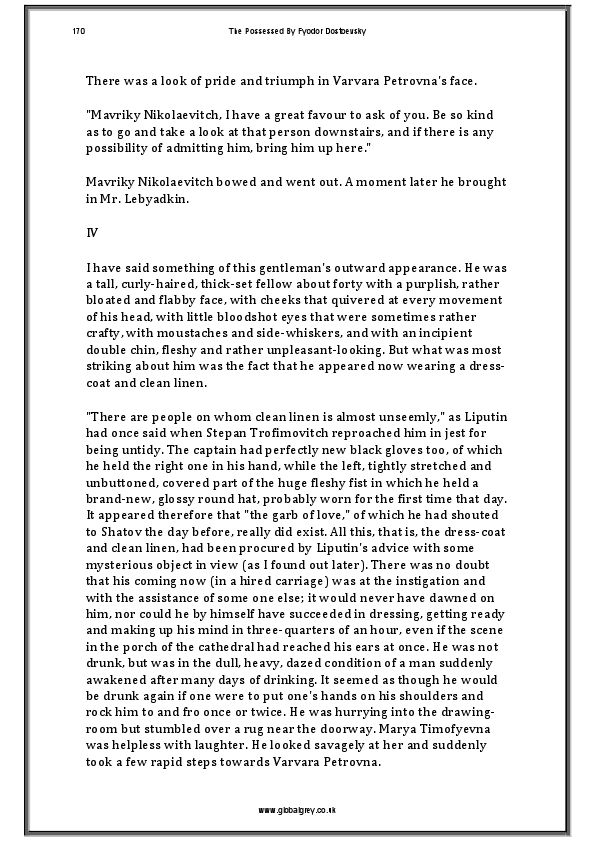 170
The Possessed By Fyodor Dostoevsky
There was a look of pride and triumph in Varvara Petrovna's face.
"Mavriky Nikolaevitch, I have a great favour to ask of you. Be so kind
as to go and take a look at that person downstairs, and if there is any
possibility of admitting him, bring him up here."
Mavriky Nikolaevitch bowed and went out. A moment later he brought
in Mr. Lebyadkin.
IV
I have said something of this gentleman's outward appearance. He was
a tall, curly-haired, thick-set fellow about forty with a purplish, rather
bloated and flabby face, with cheeks that quivered at every movement
of his head, with little bloodshot eyes that were sometimes rather
crafty, with moustaches and side-whiskers, and with an incipient
double chin, fleshy and rather unpleasant-looking. But what was most
striking about him was the fact that he appeared now wearing a dress-
coat and clean linen.
"There are people on whom clean linen is almost unseemly," as Liputin
had once said when Stepan Trofimovitch reproached him in jest for
being untidy. The captain had perfectly new black gloves too, of which
he held the right one in his hand, while the left, tightly stretched and
unbuttoned, covered part of the huge fleshy fist in which he held a
brand-new, glossy round hat, probably worn for the first time that day.
It appeared therefore that "the garb of love," of which he had shouted
to Shatov the day before, really did exist. All this, that is, the dress-coat
and clean linen, had been procured by Liputin's advice with some
mysterious object in view (as I found out later). There was no doubt
that his coming now (in a hired carriage) was at the instigation and
with the assistance of some one else; it would never have dawned on
him, nor could he by himself have succeeded in dressing, getting ready
and making up his mind in three-quarters of an hour, even if the scene
in the porch of the cathedral had reached his ears at once. He was not
drunk, but was in the dull, heavy, dazed condition of a man suddenly
awakened after many days of drinking. It seemed as though he would
be drunk again if one were to put one's hands on his shoulders and
rock him to and fro once or twice. He was hurrying into the drawing-
room but stumbled over a rug near the doorway. Marya Timofyevna
was helpless with laughter. He looked savagely at her and suddenly
took a few rapid steps towards Varvara Petrovna.
www.globalgrey.co.uk